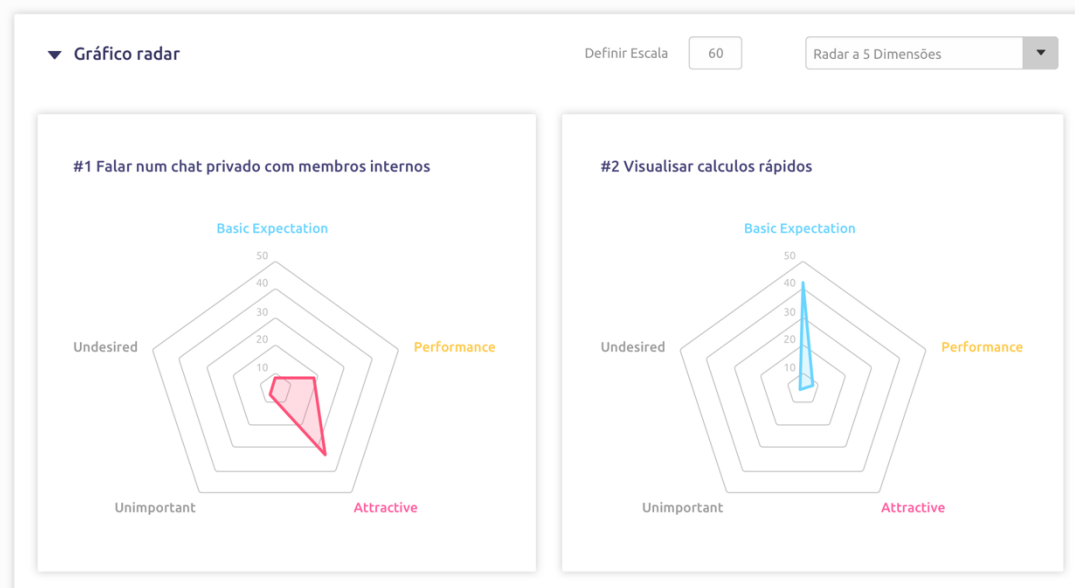 Gráfico radar
Definir Escala 60 Radar a 5 Dimensões
#1 Falar num chat privado com membros internos
Basic Expectation
50
40
30
20
10
Undesired
Performance
Unimportant
Attractive
#2 Visualisar calculos rápidos
Basic Expectation
50
40
30
20
10
Undesired
Performance
Unimportant
Attractive